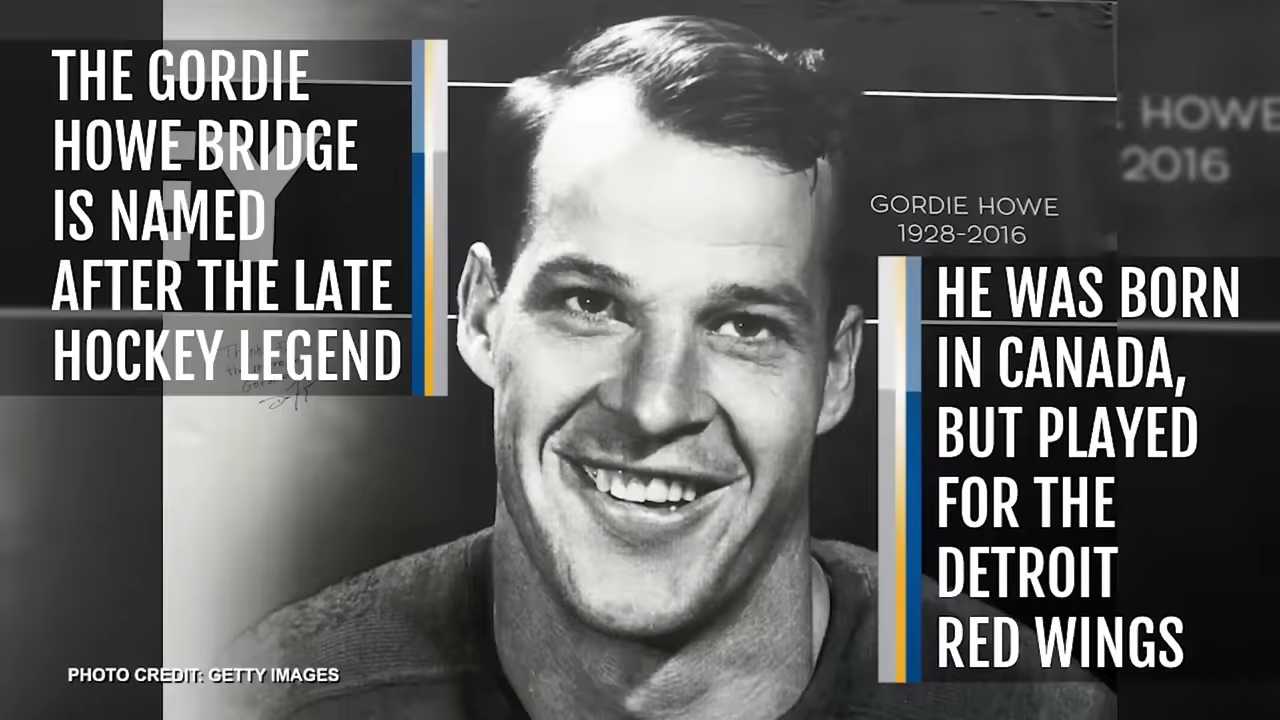 THE GORDIE
HOWE BRIDGE
IS NAMED
AFTER THE LATE
HOCKEY LEGEND
HOWE
2016
GORDIE HOWE
1928-2016
HE WAS BORN
IN CANADA,
BUT PLAYED
FOR THE
DETROIT
RED WINGS
PHOTO CREDIT: GETTY IMAGES